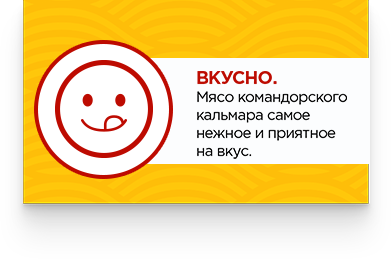 ВКУСНО.
Мясо командорского
кальмара самое
нежное и приятное
на вкус.